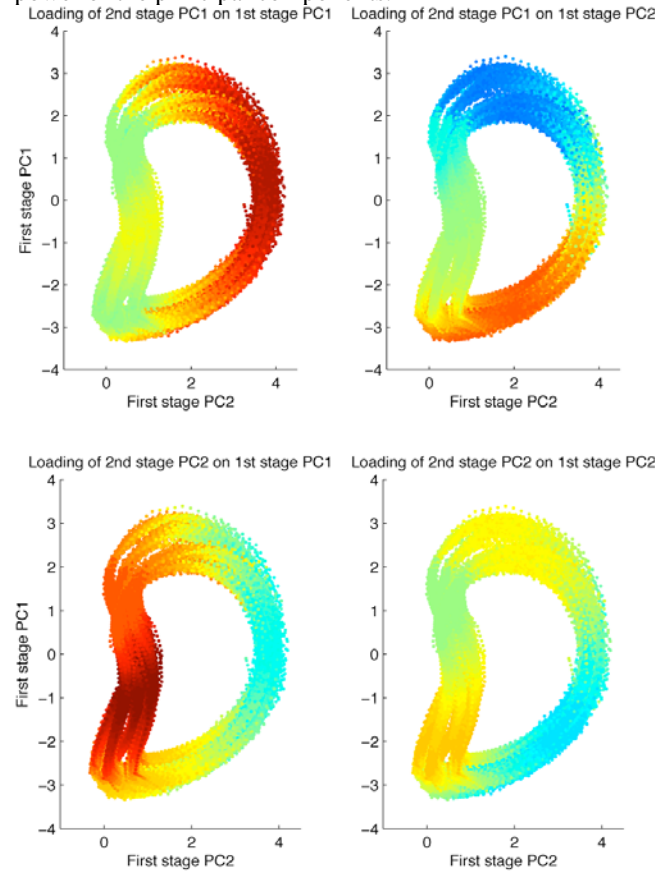 Loading of 2nd stage PC1 on 1st stage PC1 Loading of 2nd stage PC1 on 1st stage PC2
4 4
3 3
2 2
1 1
First stage PC1
0 0
-1 -1
-2 -2
-3 -3
-4 -4
0 2 4 0 2 4
First stage PC2 First stage PC2
Loading of 2nd stage PC2 on 1st stage PC1 Loading of 2nd stage PC2 on 1st stage PC2
4 4
3 3
2 2
1 1
First stage PC1
0 0
-1 -1
-2 -2
-3 -3
-4 -4
0 2 4 0 2 4
First stage PC2 First stage PC2